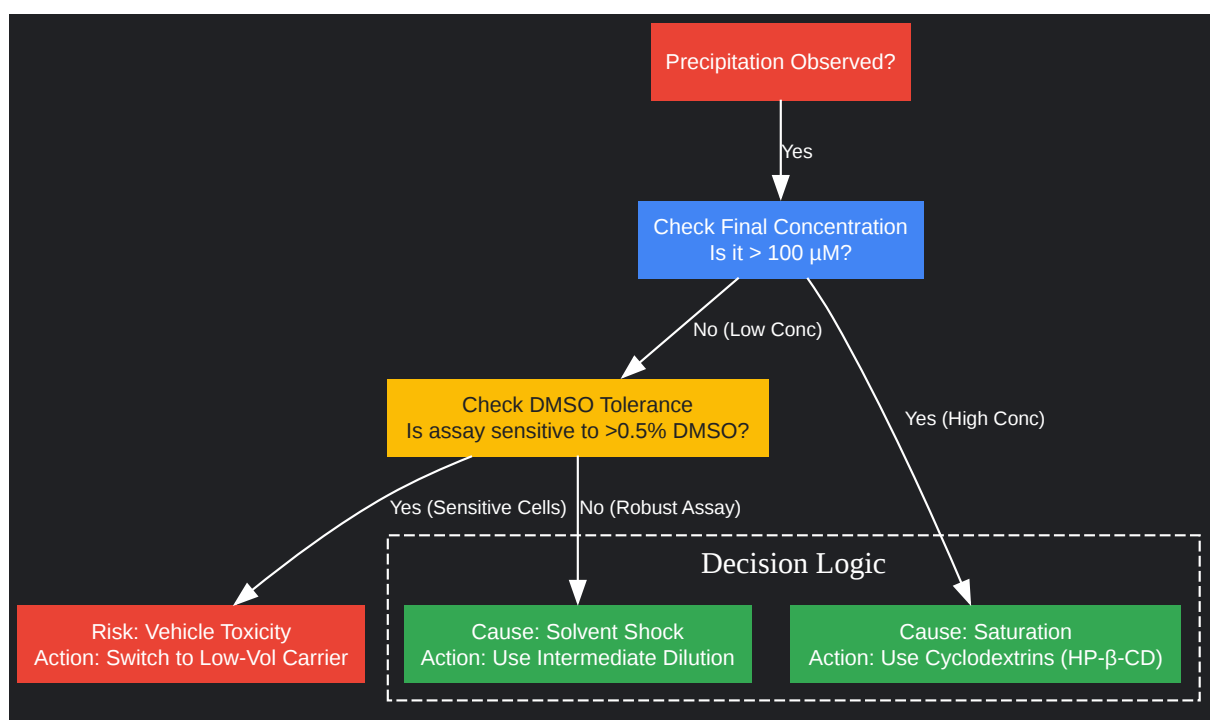 Precipitation Observed?
Yes
Check Final Concentration
Is it > 100 µM?
No (Low Conc)
Check DMSO Tolerance
Is assay sensitive to >0.5% DMSO?
Yes (High Conc)
Yes (Sensitive Cells)
No (Robust Assay)
Decision Logic
Risk: Vehicle Toxicity
Action: Switch to Low-Vol Carrier
Cause: Solvent Shock
Action: Use Intermediate Dilution
Cause: Saturation
Action: Use Cyclodextrins (HP-β-CD)